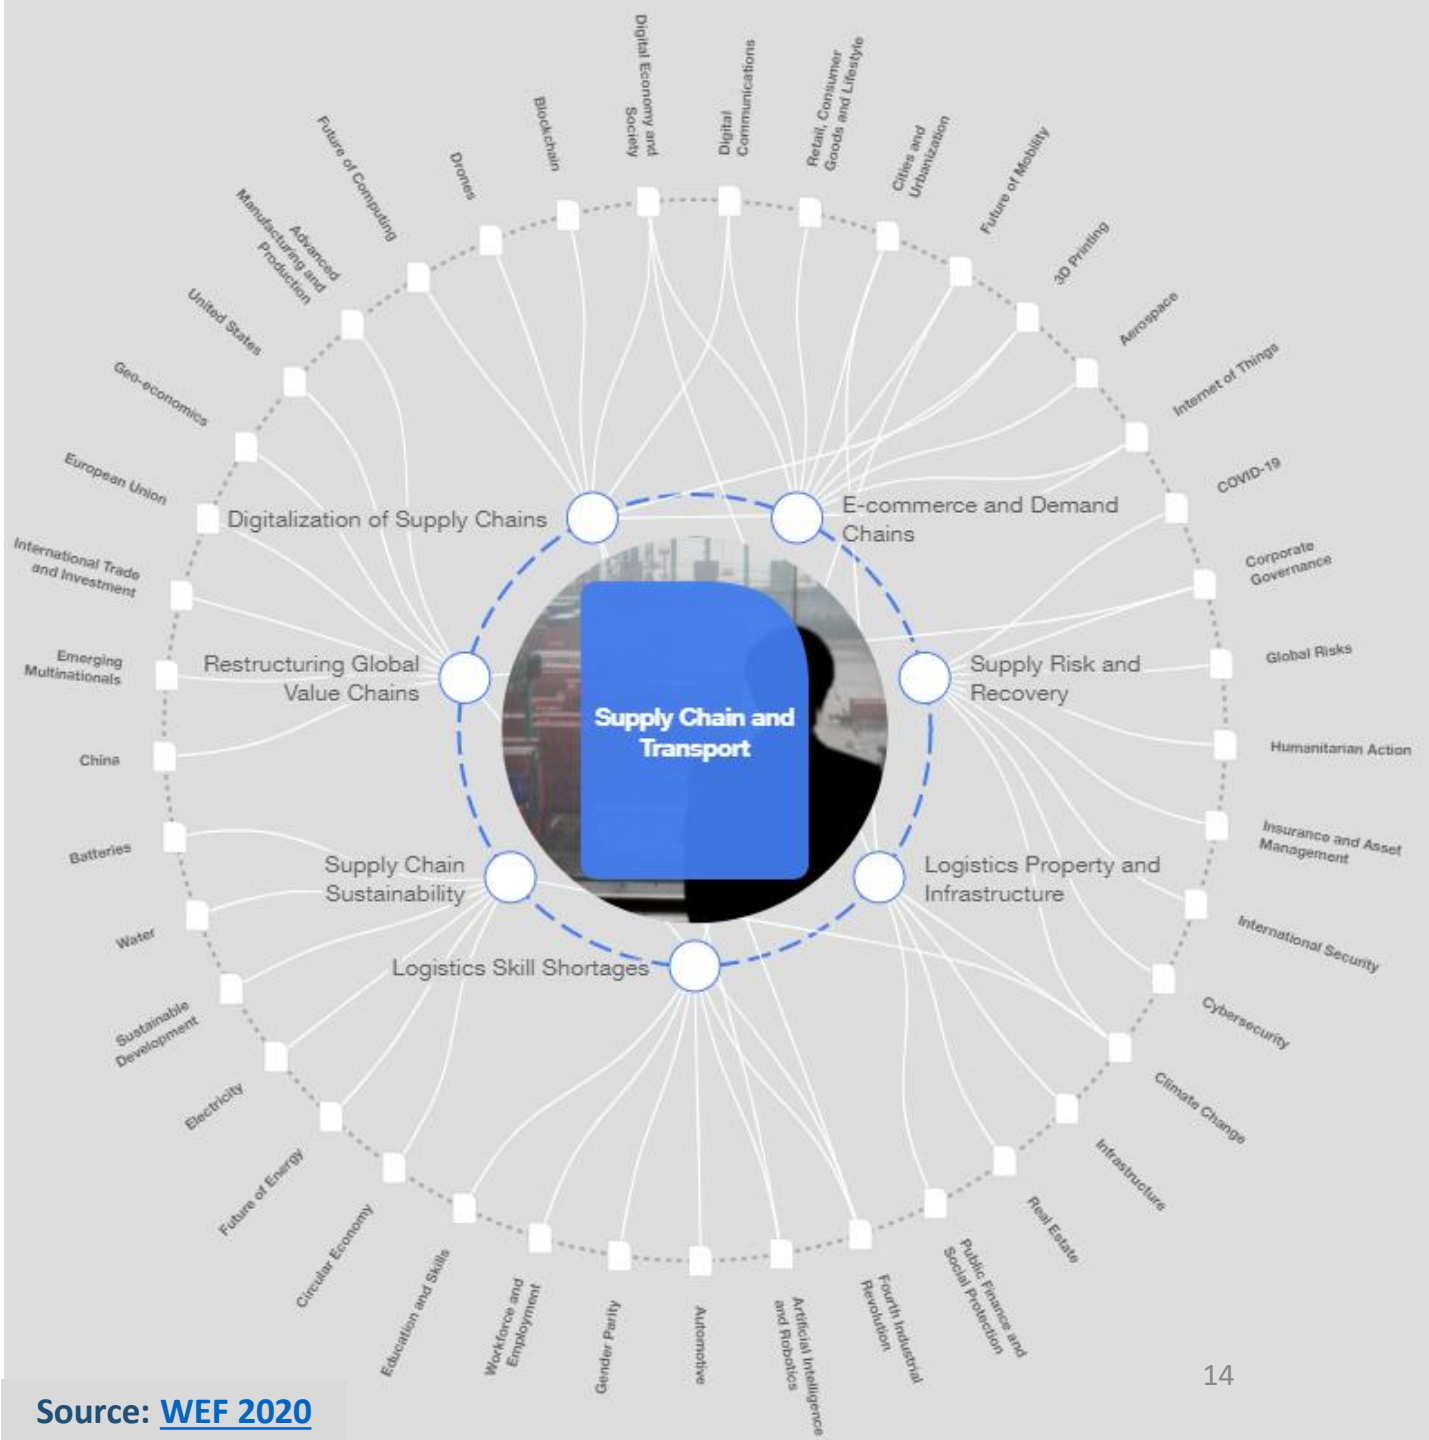 Digital Economy and
Society
Digital
Communications
Retail, Consumer
Goods and Lifestyle
Cities and
Urbanization
Future of Mobility
3D Printing
Aerospace
Internet of Things
COVID-19
Corporate
Governance
Global Risks
Humanitarian Action
Insurance and Asset
Management
International Security
Cybersecurity
Climate Change
Infrastructure
Real Estate
Public Finance and
Social Protection
Fourth Industrial
Revolution
Artificial Intelligence
and Robotics
Automotive
Gender Parity
Workforce and
Employment
Education and Skills
Circular Economy
Future of Energy
Electricity
Sustainable
Development
Water
Batteries
China
Emerging
Multinationals
International Trade
and Investment
European Union
Geo-economics
United States
Advanced
Manufacturing and
Production
Future of Computing
Drones
Blockchain
Digitalization of Supply Chains
E-commerce and Demand
Chains
Restructuring Global
Value Chains
Supply Risk and
Recovery
Supply Chain and
Transport
Supply Chain
Sustainability
Logistics Property and
Infrastructure
Logistics Skill Shortages
14
Source: WEF 2020